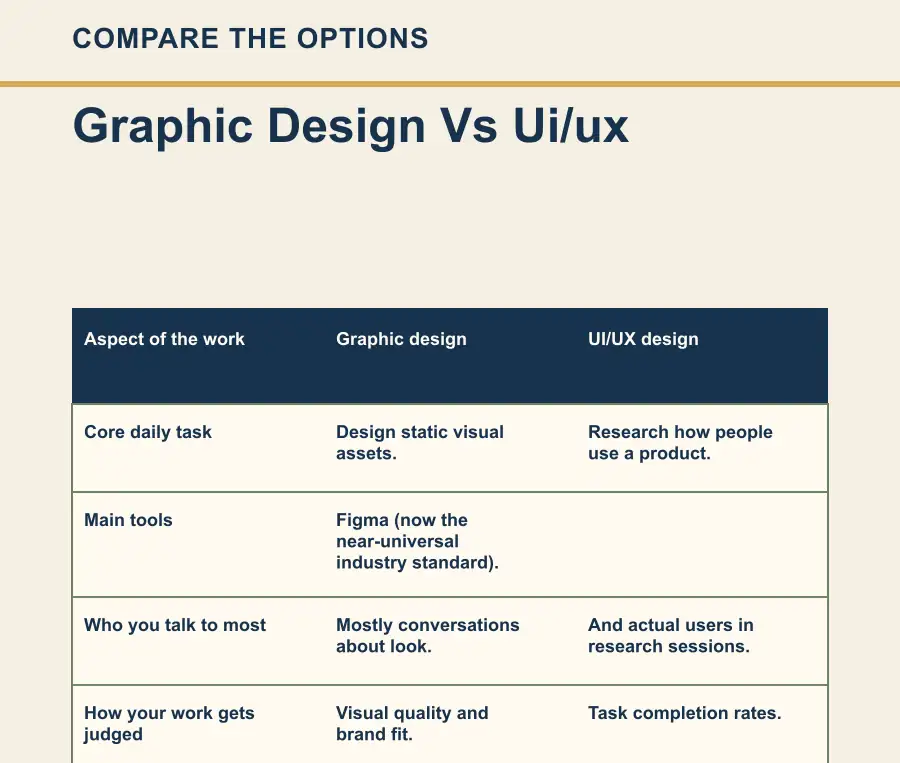 COMPARE THE OPTIONS
Graphic Design Vs Ui/ux
Aspect of the work
Graphic design
UI/UX design
Core daily task
Design static visual
assets.
Research how people
use a product.
Main tools
Figma (now the
near-universal
industry standard).
Who you talk to most
Mostly conversations
about look.
And actual users in
research sessions.
How your work gets
judged
Visual quality and
brand fit.
Task completion rates.